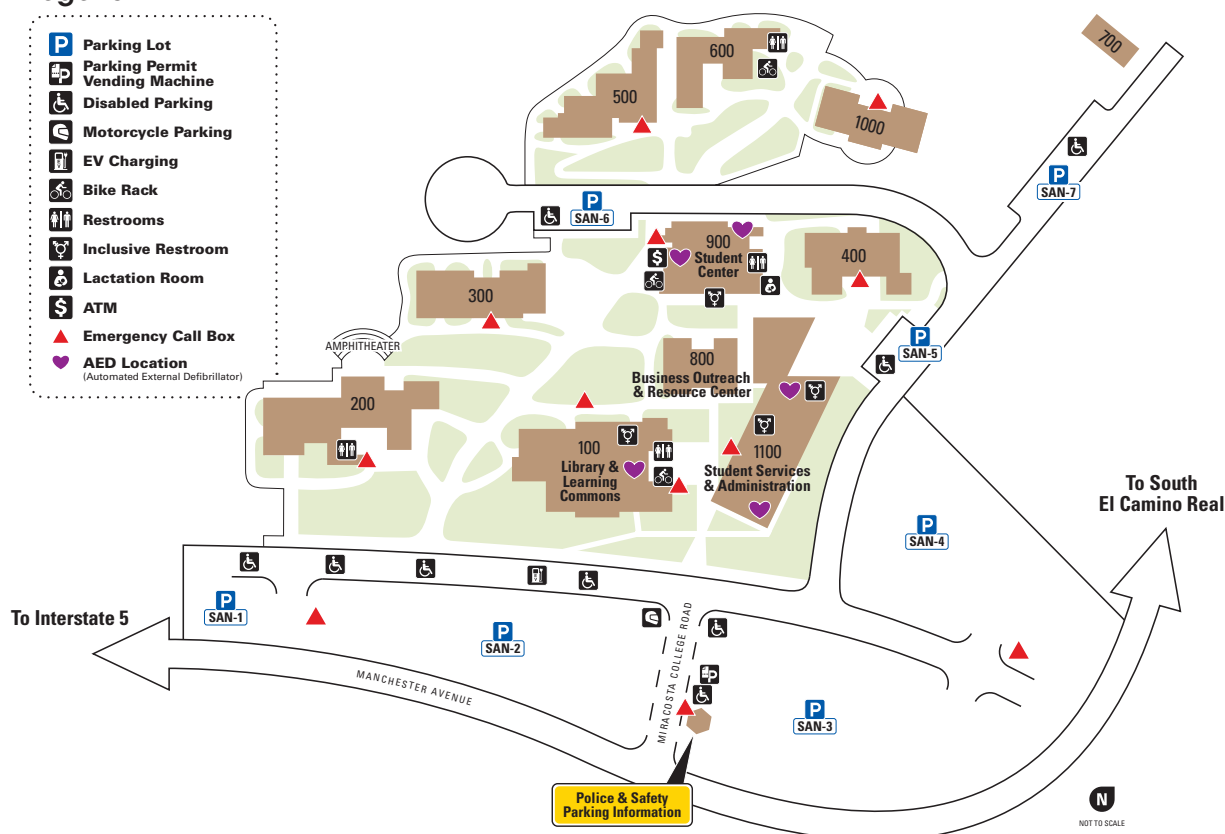 P Parking Lot
Parking Permit
Vending Machine
Disabled Parking
Motorcycle Parking
EV Charging
Bike Rack
Restrooms
Inclusive Restroom
Lactation Room
$ ATM
Emergency Call Box
AED Location
(Automated External Defibrillator)
700
600
500
1000
P
SAN-7
P
SAN-6
900
Student
Center
$
400
300
AMPHITHEATER
P
SAN-5
800
Business Outreach
& Resource Center
200
100
Library &
Learning
Commons
1100
Student Services
& Administration
To South
El Camino Real
P
SAN-4
To Interstate 5
P
SAN-1
P
SAN-2
MANCHESTER AVENUE
MIRACOSTA COLLEGE ROAD
P
P
SAN-3
Police & Safety
Parking Information
N
NOT TO SCALE